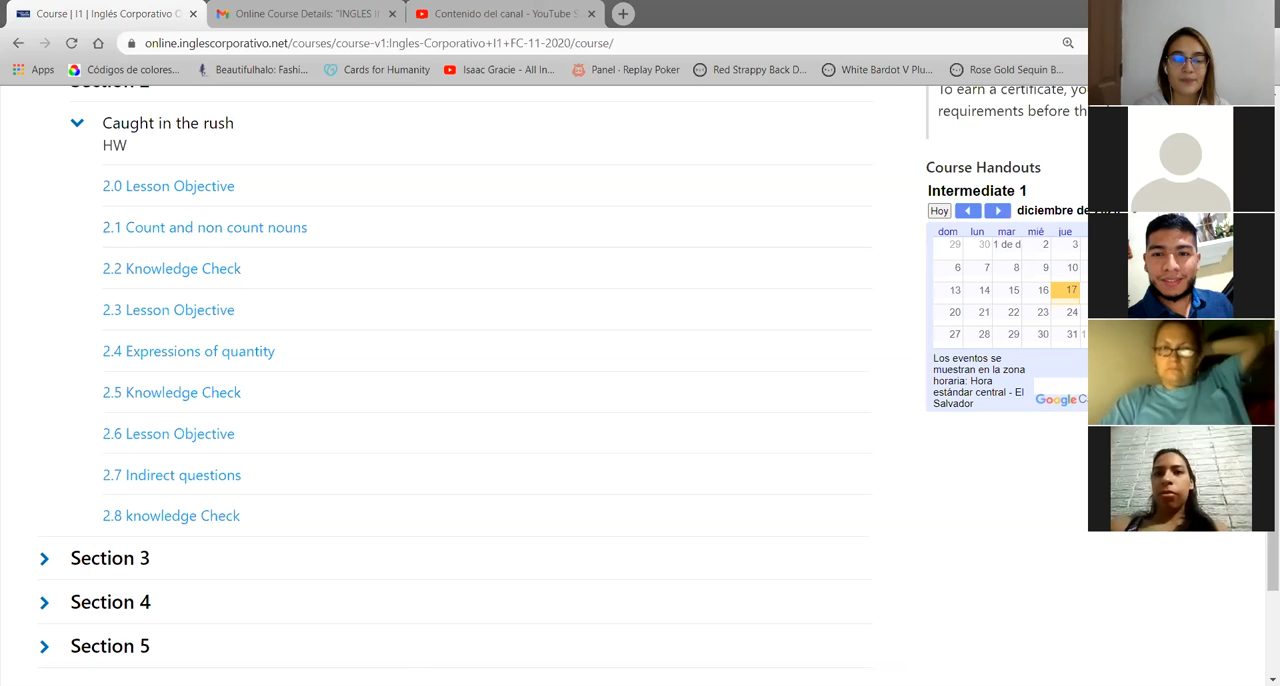 Course | I1 | Inglés Corporativo C
Online Course Details: "INGLES II
Contenido del canal - YouTube S
online.inglescorporativo.net/courses/course-v1:Ingles-Corporativo+I1+FC-11-2020/course/
Apps
Códigos de colores...
Beautifulhalo: Fashi...
Cards for Humanity
Isaac Gracie - All In...
Panel · Replay Poker
Red Strappy Back D...
White Bardot V Plu...
Rose Gold Sequin B...
Caught in the rush
HW
2.0 Lesson Objective
2.1 Count and non count nouns
2.2 Knowledge Check
2.3 Lesson Objective
2.4 Expressions of quantity
2.5 Knowledge Check
2.6 Lesson Objective
2.7 Indirect questions
2.8 knowledge Check
Section 3
Section 4
Section 5
To earn a certificate, yo
requirements before th
Course Handouts
Intermediate 1
Hoy
diciembre de
dom lun mar mié jue
29 30 1 de d 2 3
6 7 8 9 10
13 14 15 16 17
20 21 22 23 24
27 28 29 30 31 1
Los eventos se
muestran en la zona
horaria: Hora
estándar central - El
Salvador
Google C